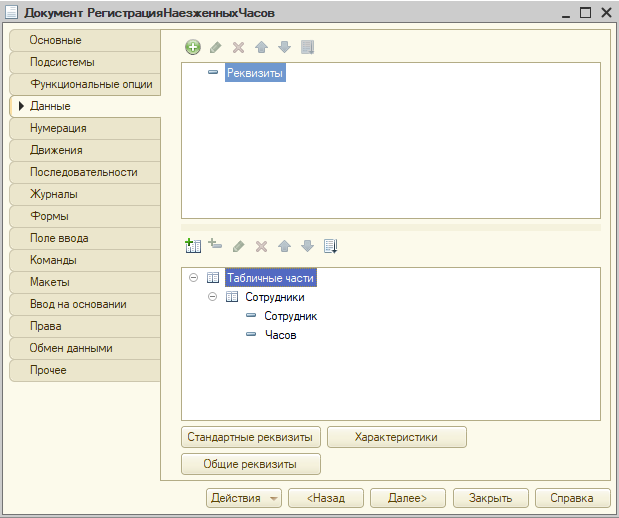 Документ РегистрацияНаезженныхЧасов
Основные
Подсистемы
Функциональные опции
Данные
Нумерация
Движения
Последовательности
Журналы
Формы
Поле ввода
Команды
Макеты
Ввод на основании
Права
Обмен данными
Прочее
Реквизиты
Табличные части
Сотрудники
Сотрудник
Часов
Стандартные реквизиты
Характеристики
Общие реквизиты
Действия
<Назад
Далее>
Закрыть
Справка